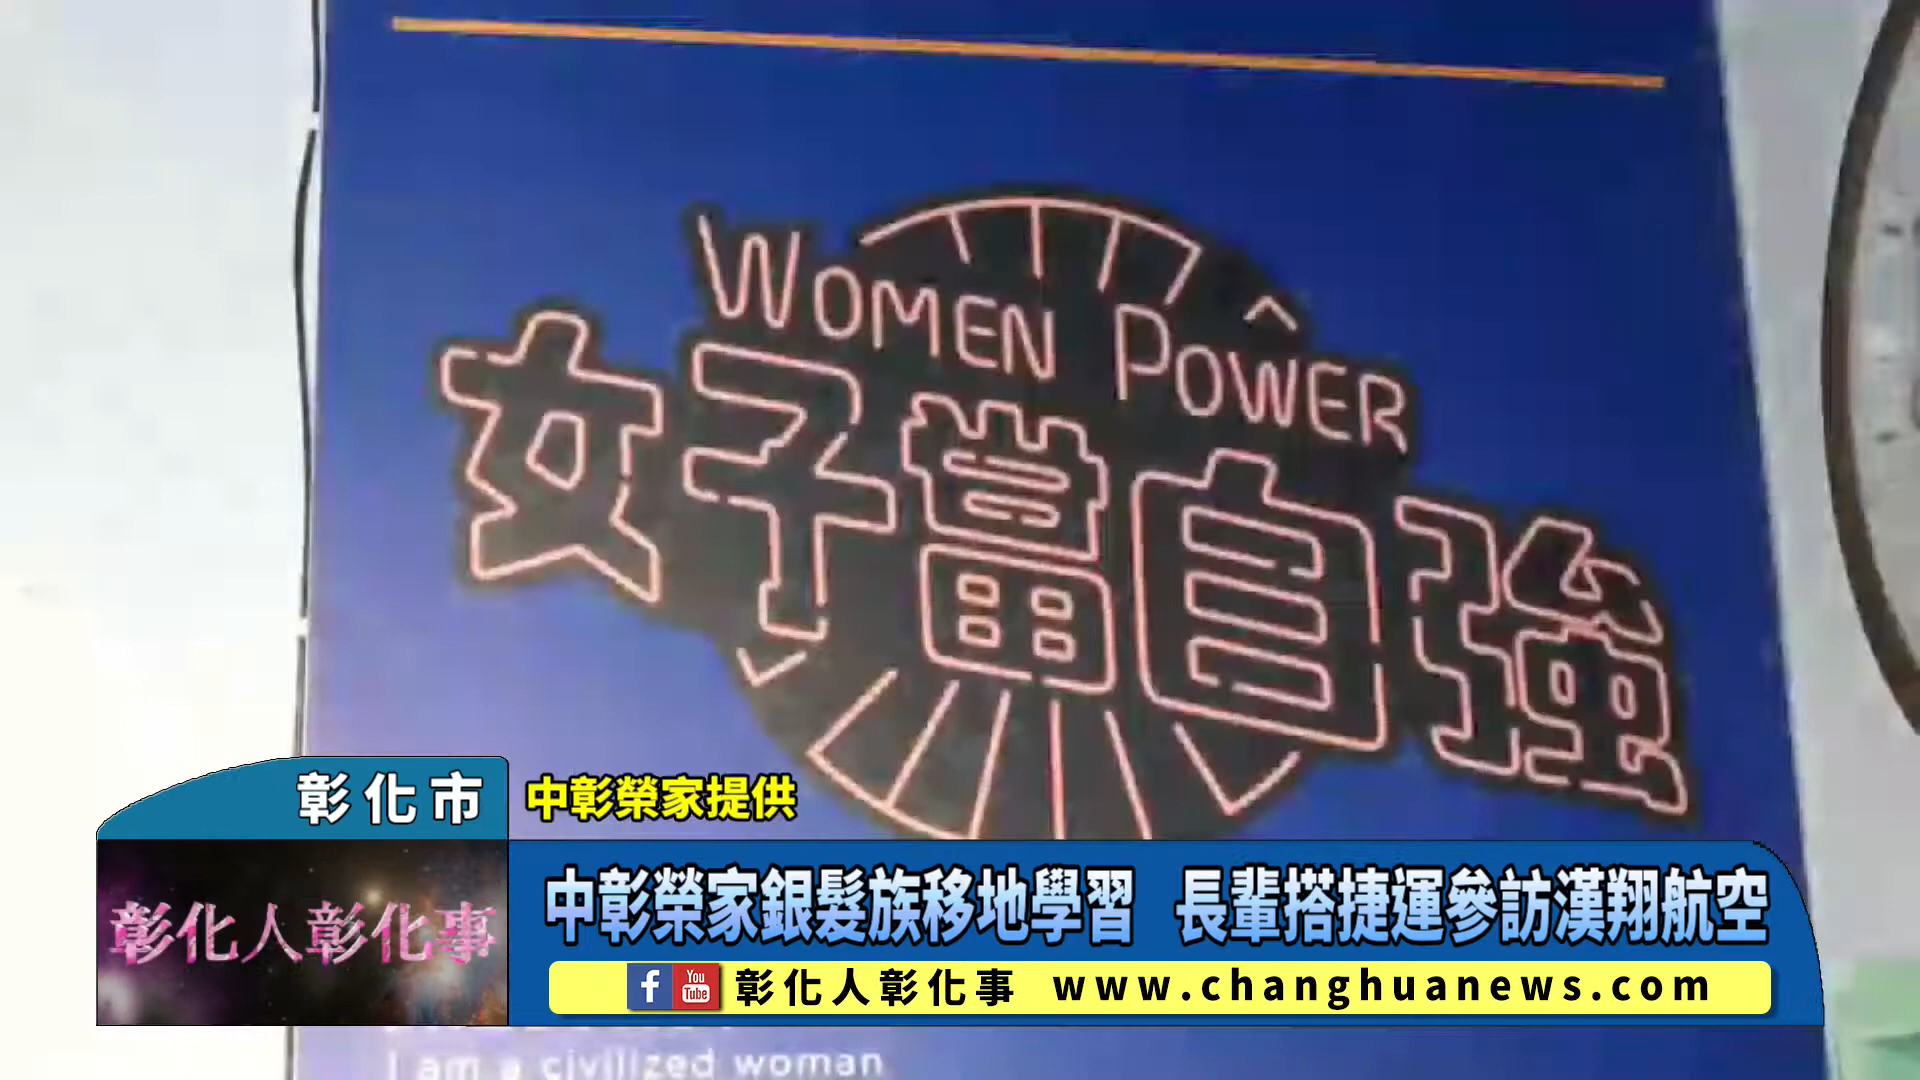 WOMEN POWER
女子當自強
彰化市
中彰榮家提供
彰化人彰化事
中彰榮家銀髮族移地學習 長輩搭捷運參訪漢翔航空
f You Tube 彰化人彰化事 www.changhuanews.com
I am a civilized woman